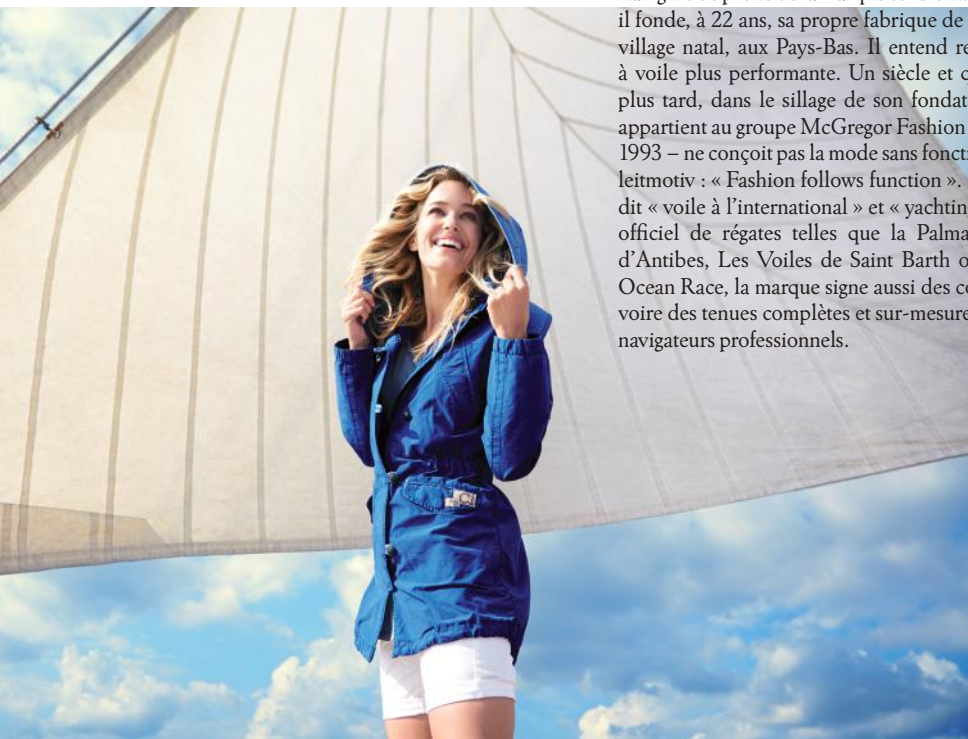 il fonde, à 22 ans, sa propre fabrique de
village natal, aux Pays-Bas. Il entend re
à voile plus performante. Un siècle et d
plus tard, dans le sillage de son fondat
appartient au groupe McGregor Fashion
1993 – ne conçoit pas la mode sans foncti
leitmotiv : « Fashion follows function ».
dit « voile à l'international » et « yachtin
officiel de régates telles que la Palma
d'Antibes, Les Voiles de Saint Barth o
Ocean Race, la marque signe aussi des co
voire des tenues complètes et sur-mesure
navigateurs professionnels.